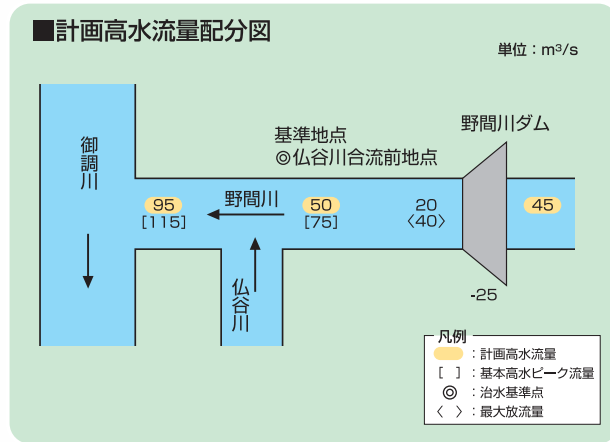 ■計画高水流量配分図
単位:m³/s
野間川ダム
基準地点
◎仏谷川合流前地点
御調川
95
[115]
野間川
50
[75]
20
〈40〉
45
-25
仏谷川
凡例
:計画高水流量
[ ]:基本高水ピーク流量
◎:治水基準点
〈 〉:最大放流量